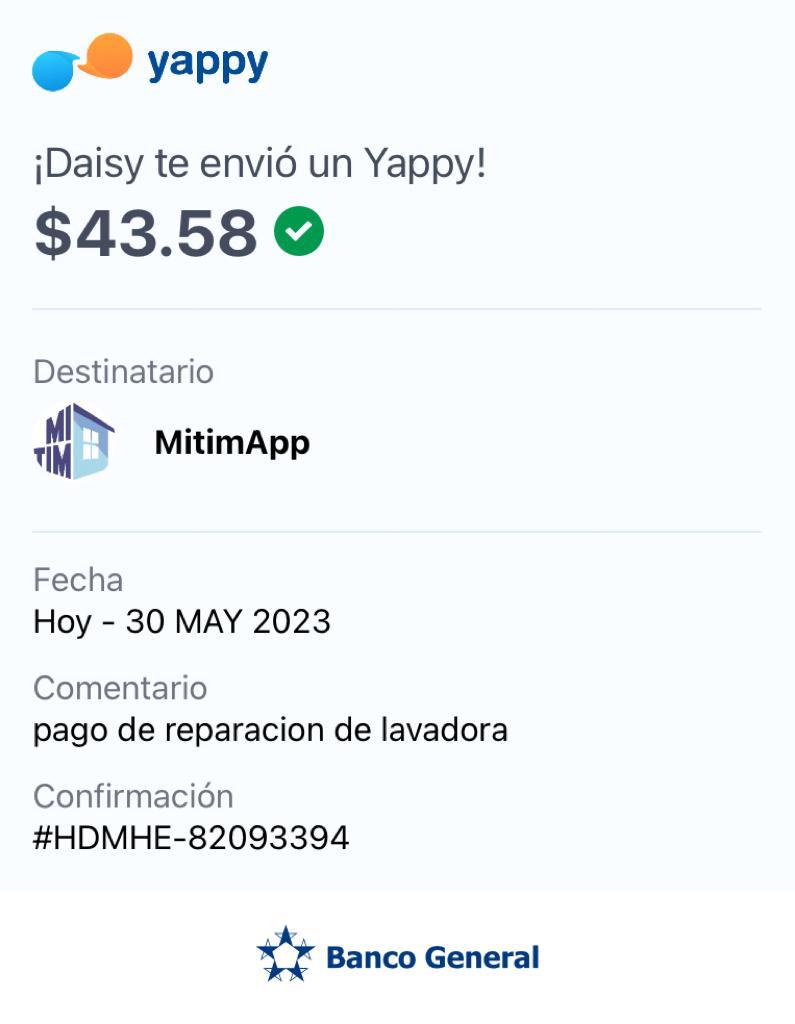 yappy
¡Daisy te envió un Yappy!
$43.58
Destinatario
MI
TIM
MitimApp
Fecha
Hoy - 30 MAY 2023
Comentario
pago de reparacion de lavadora
Confirmación
#HDMHE-82093394
Banco General